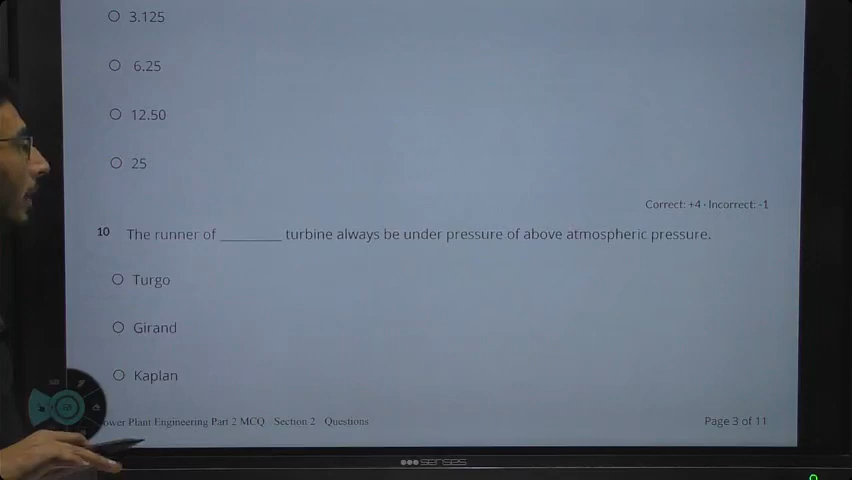 3.125
6.25
12.50
25
Correct: +4 · Incorrect: -1
10 The runner of ________ turbine always be under pressure of above atmospheric pressure.
Turgo
Girand
Kaplan
ower Plant Engineering Part 2 MCQ Section 2 Questions
Page 3 of 11
senses